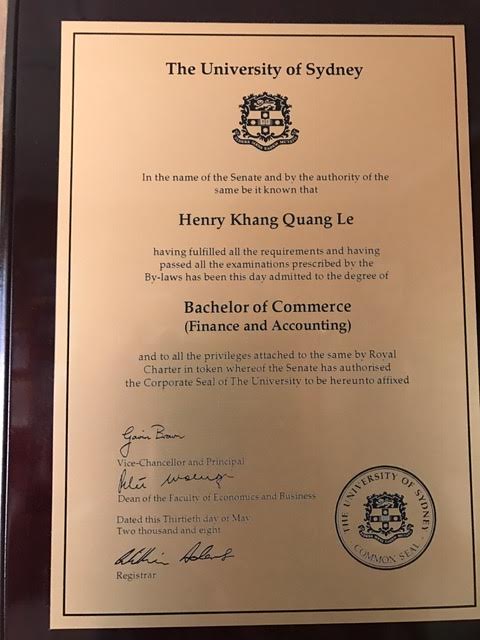 The University of Sydney
In the name of the Senate and by the authority of the
same be it known that
Henry Khang Quang Le
having fulfilled all the requirements and having
passed all the examinations prescribed by the
By-laws has been this day admitted to the degree of
Bachelor of Commerce
(Finance and Accounting)
and to all the privileges attached to the same by Royal
Charter in token whereof the Senate has authorised
the Corporate Seal of The University to be hereunto affixed
Gavin Brown
Vice-Chancellor and Principal
Peter
Dean of the Faculty of Economics and Business
Dated this Thirtieth day of May
Two thousand and eight
Registrar
THE UNIVERSITY OF SYDNEY
COMMON SEAL